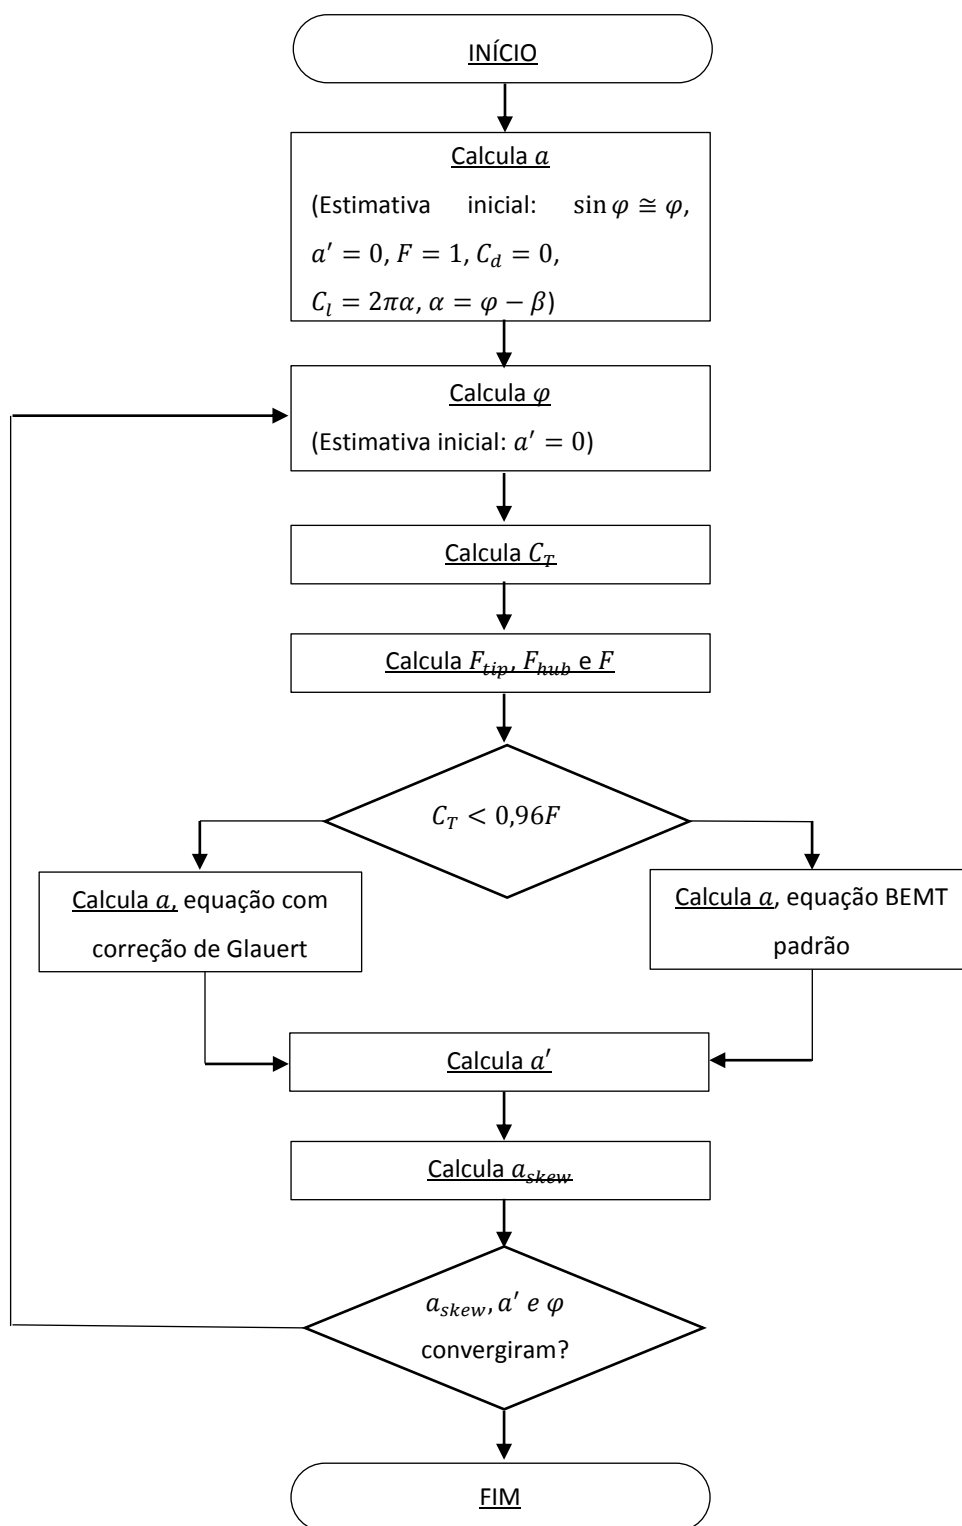 INÍCIO
Calcula a
(Estimativa inicial: sin φ ≅ φ,
a′ = 0, F = 1, C_d = 0,
C_l = 2πα, α = φ − β)
Calcula φ
(Estimativa inicial: a′ = 0)
Calcula C_T
Calcula F_tip, F_hub e F
C_T < 0,96F
Calcula a, equação com
correção de Glauert
Calcula a, equação BEMT
padrão
Calcula a′
Calcula a_skew
a_skew, a′ e φ
convergiram?
FIM